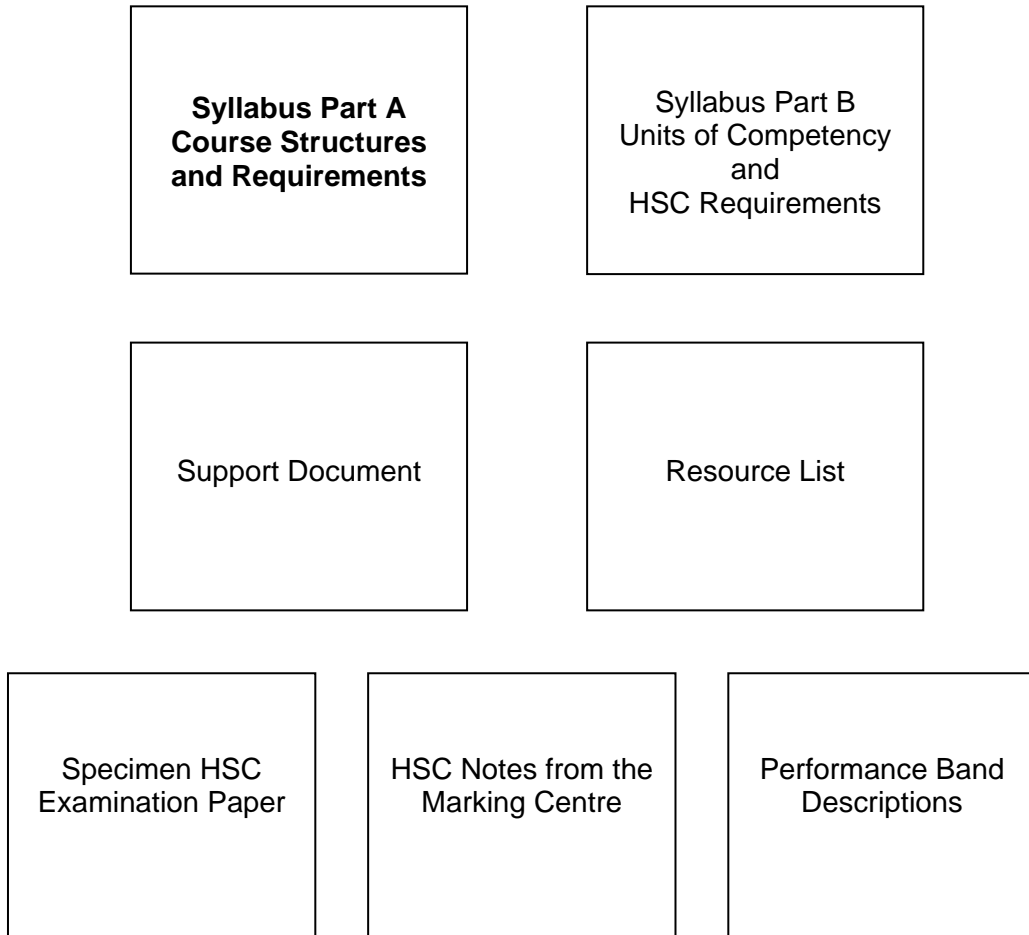 Syllabus Part A
Course Structures
and Requirements
Syllabus Part B
Units of Competency
and
HSC Requirements
Support Document
Resource List
Specimen HSC
Examination Paper
HSC Notes from the
Marking Centre
Performance Band
Descriptions